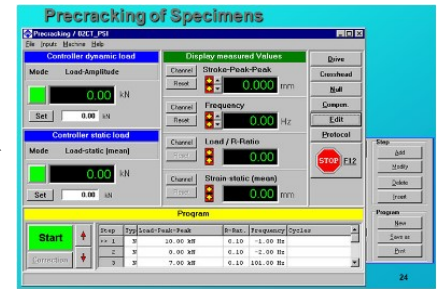 Precracking of Specimens
Precracking / 02CT_PSI
File Inputs Machine Help
Controller dynamic load
Mode Load-Amplitude
0.00 kN
Set 0.00 kN
Controller static load
Mode Load-static (mean)
0.00 kN
Set 0.00 kN
Display measured Values
Channel Stroke-Peak-Peak
Reset 0.000 mm
Channel Frequency
Reset 0.00 Hz
Channel Load / R-Ratio
Reset 0.00
Channel Strain-static (mean)
0.00 mm
Drive
Crosshead
Null
Compon.
Edit
Protocol
STOP F12
Program
Start
Correction
Step Typ Load-Peak-Peak R-Rat. Frequency Cycles
>> 1 N 10.00 kN 0.10 -1.00 Hz
2 N 0.10 -2.00 Hz
3 N 7.00 kN 0.10 101.00 Hz
Step
Add
Modify
Delete
Insert
Program
New
Save as
Print
24